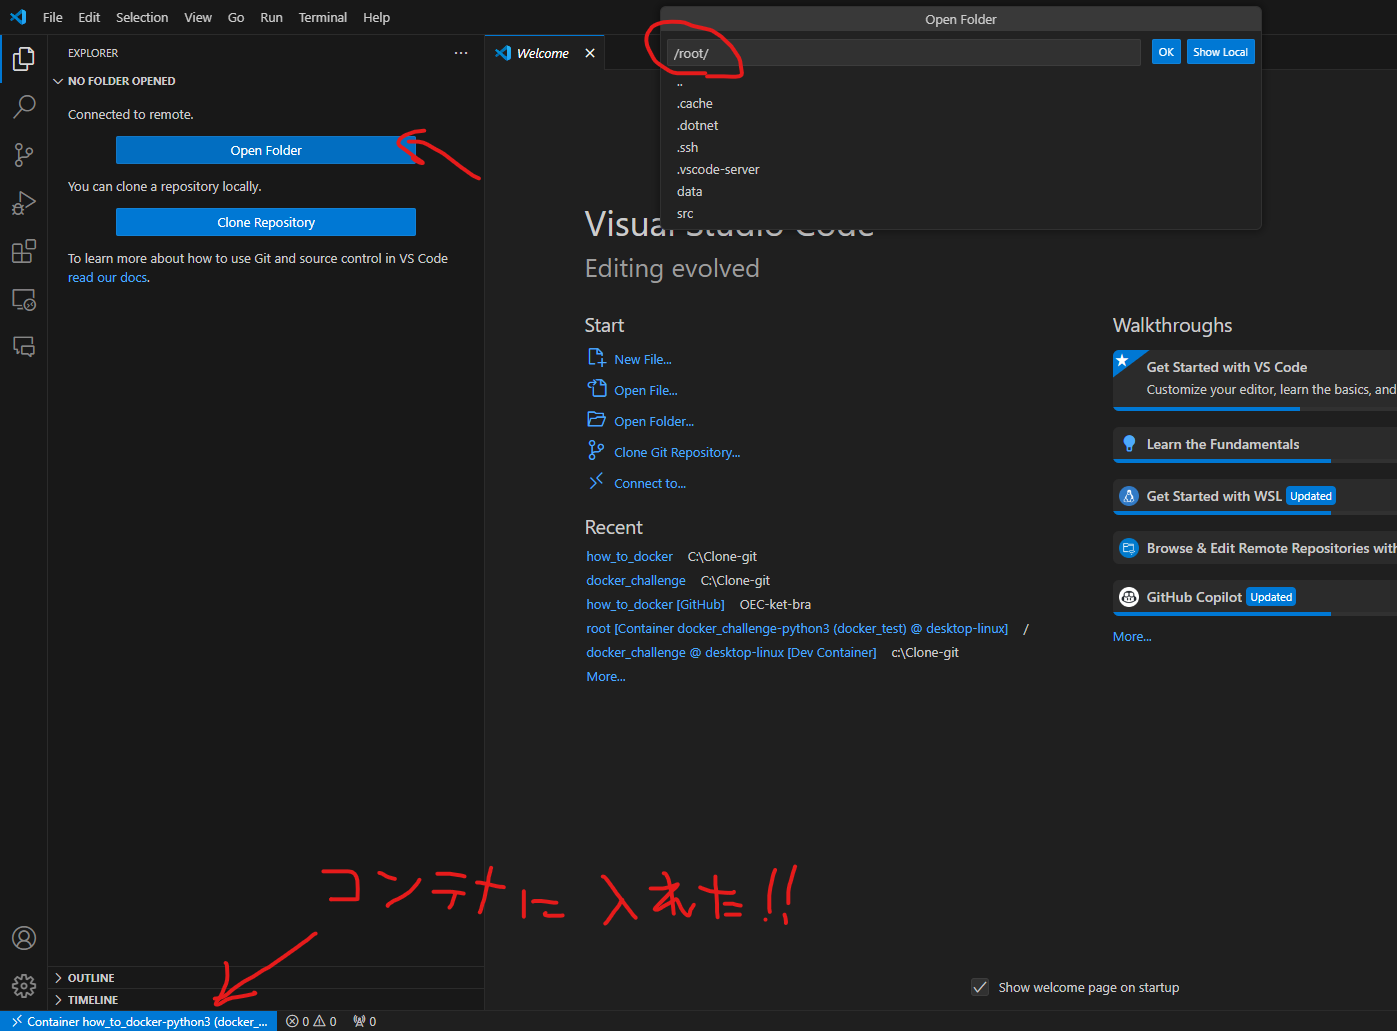 File Edit Selection View Go Run Terminal Help
Open Folder
/root/
OK
Show Local
..
.cache
.dotnet
.ssh
.vscode-server
data
src
EXPLORER
NO FOLDER OPENED
Connected to remote.
Open Folder
You can clone a repository locally.
Clone Repository
To learn more about how to use Git and source control in VS Code
read our docs.
OUTLINE
TIMELINE
Welcome
Visual Studio Code
Editing evolved
Start
New File...
Open File...
Open Folder...
Clone Git Repository...
Connect to...
Recent
how_to_docker C:\Clone-git
docker_challenge C:\Clone-git
how_to_docker [GitHub] OEC-ket-bra
root [Container docker_challenge-python3 (docker_test) @ desktop-linux] /
docker_challenge @ desktop-linux [Dev Container] c:\Clone-git
More...
Walkthroughs
Get Started with VS Code
Customize your editor, learn the basics, and
Learn the Fundamentals
Get Started with WSL Updated
Browse & Edit Remote Repositories with
GitHub Copilot Updated
More...
コンテナに入れた!!
Show welcome page on startup
Container how_to_docker-python3 (docker_... 0 0 0